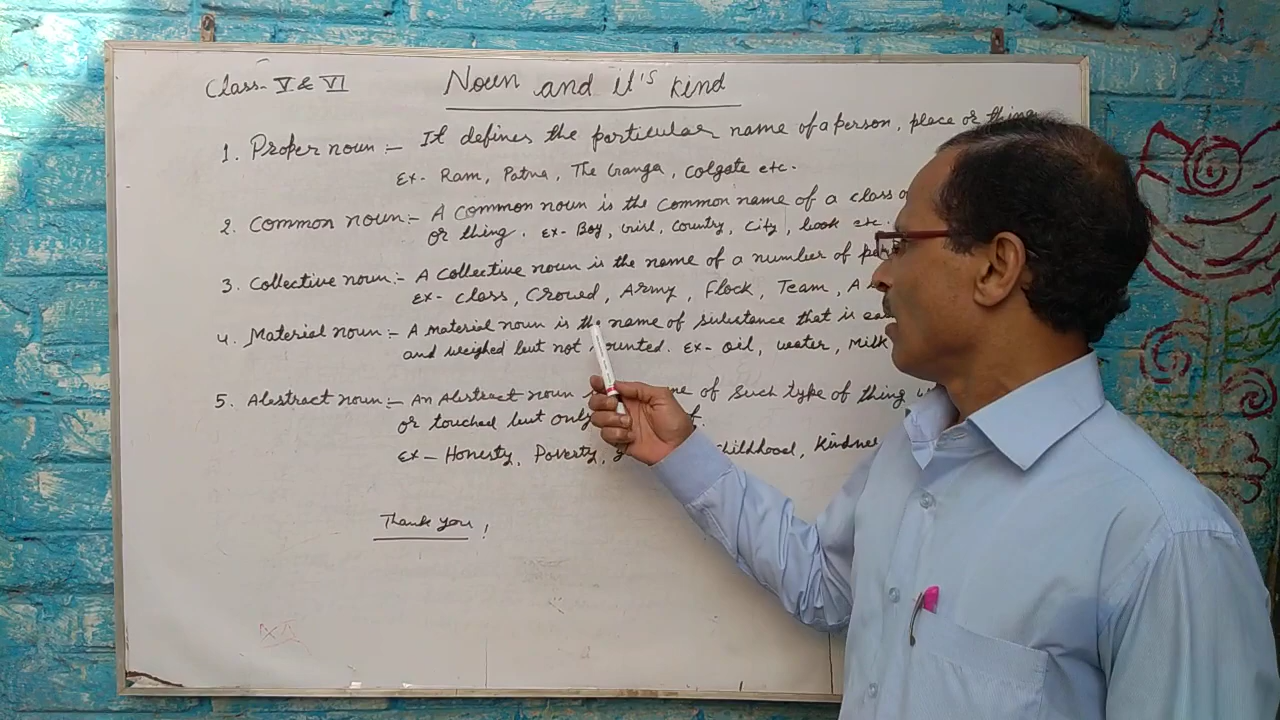 Class- V & VI
Noun and it's kind
1. Proper noun :- It defines the particular name of a person, place or thing
Ex- Ram, Patna, The Ganga, Colgate etc.
2. Common noun :- A common noun is the common name of a class
or thing. Ex- Boy, Girl, Country, City, book etc.
3. Collective noun :- A collective noun is the name of a number of
Ex- class, Crowd, Army, Flock, Team, A
4. Material noun :- A material noun is the name of substance that is
and weighed but not counted. Ex- oil, water, Milk
5. Abstract noun :- An Abstract noun of such type of thing
or touched but only
Ex- Honesty, Poverty, childhood,
Thank you!